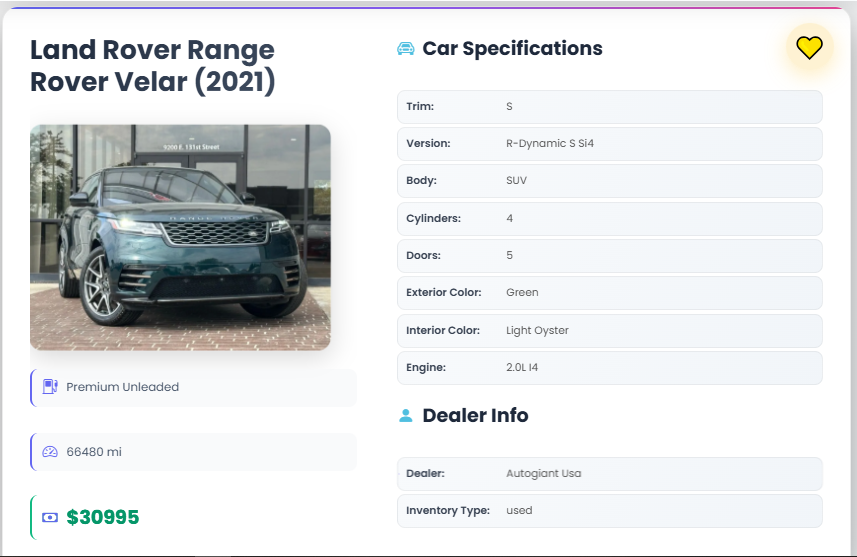 Land Rover Range
Rover Velar (2021)
9200 E. 131st Street
RANGE ROVER
Premium Unleaded
66480 mi
$30995
Car Specifications
Trim: S
Version: R-Dynamic S Si4
Body: SUV
Cylinders: 4
Doors: 5
Exterior Color: Green
Interior Color: Light Oyster
Engine: 2.0L I4
Dealer Info
Dealer: Autogiant Usa
Inventory Type: used